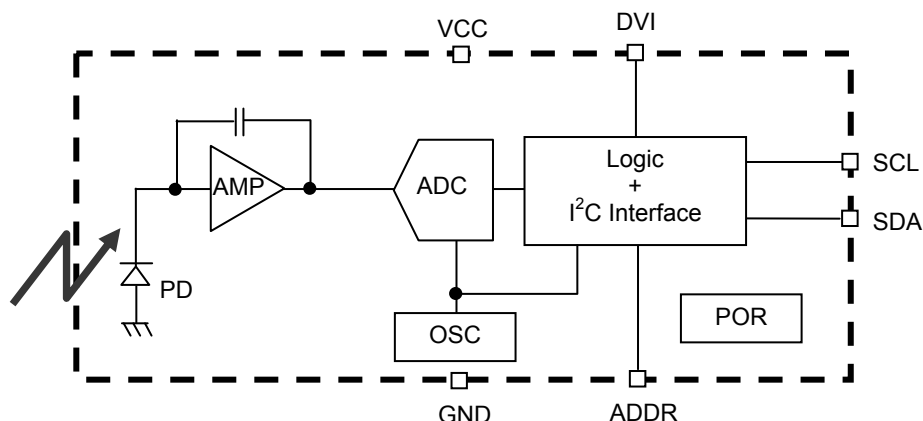 VCC
DVI
AMP
ADC
Logic
+
I²C Interface
SCL
SDA
PD
OSC
POR
GND
ADDR